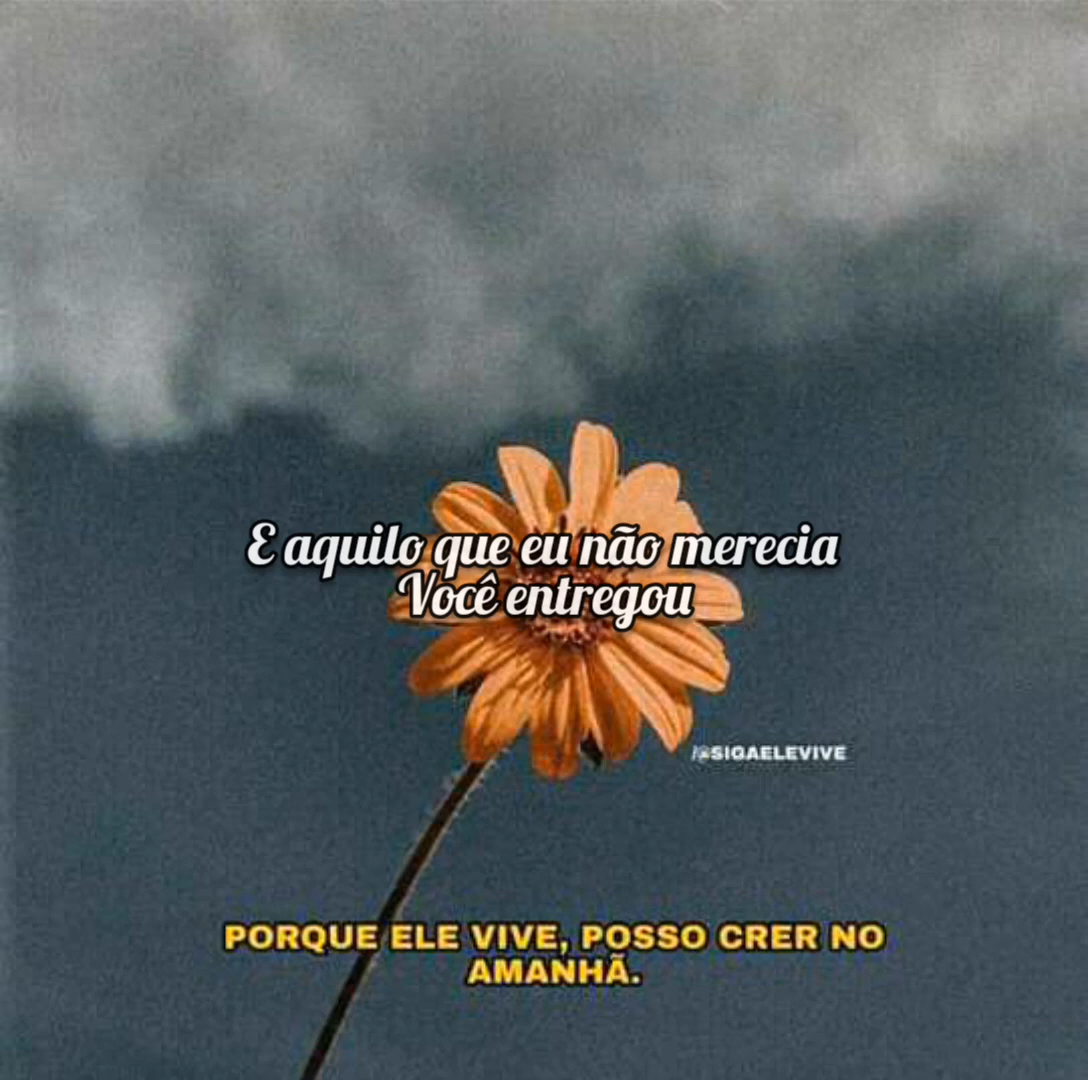 E aquilo que eu não merecia
Você entregou
@SIGAELEVIVE
PORQUE ELE VIVE, POSSO CRER NO
AMANHÃ.